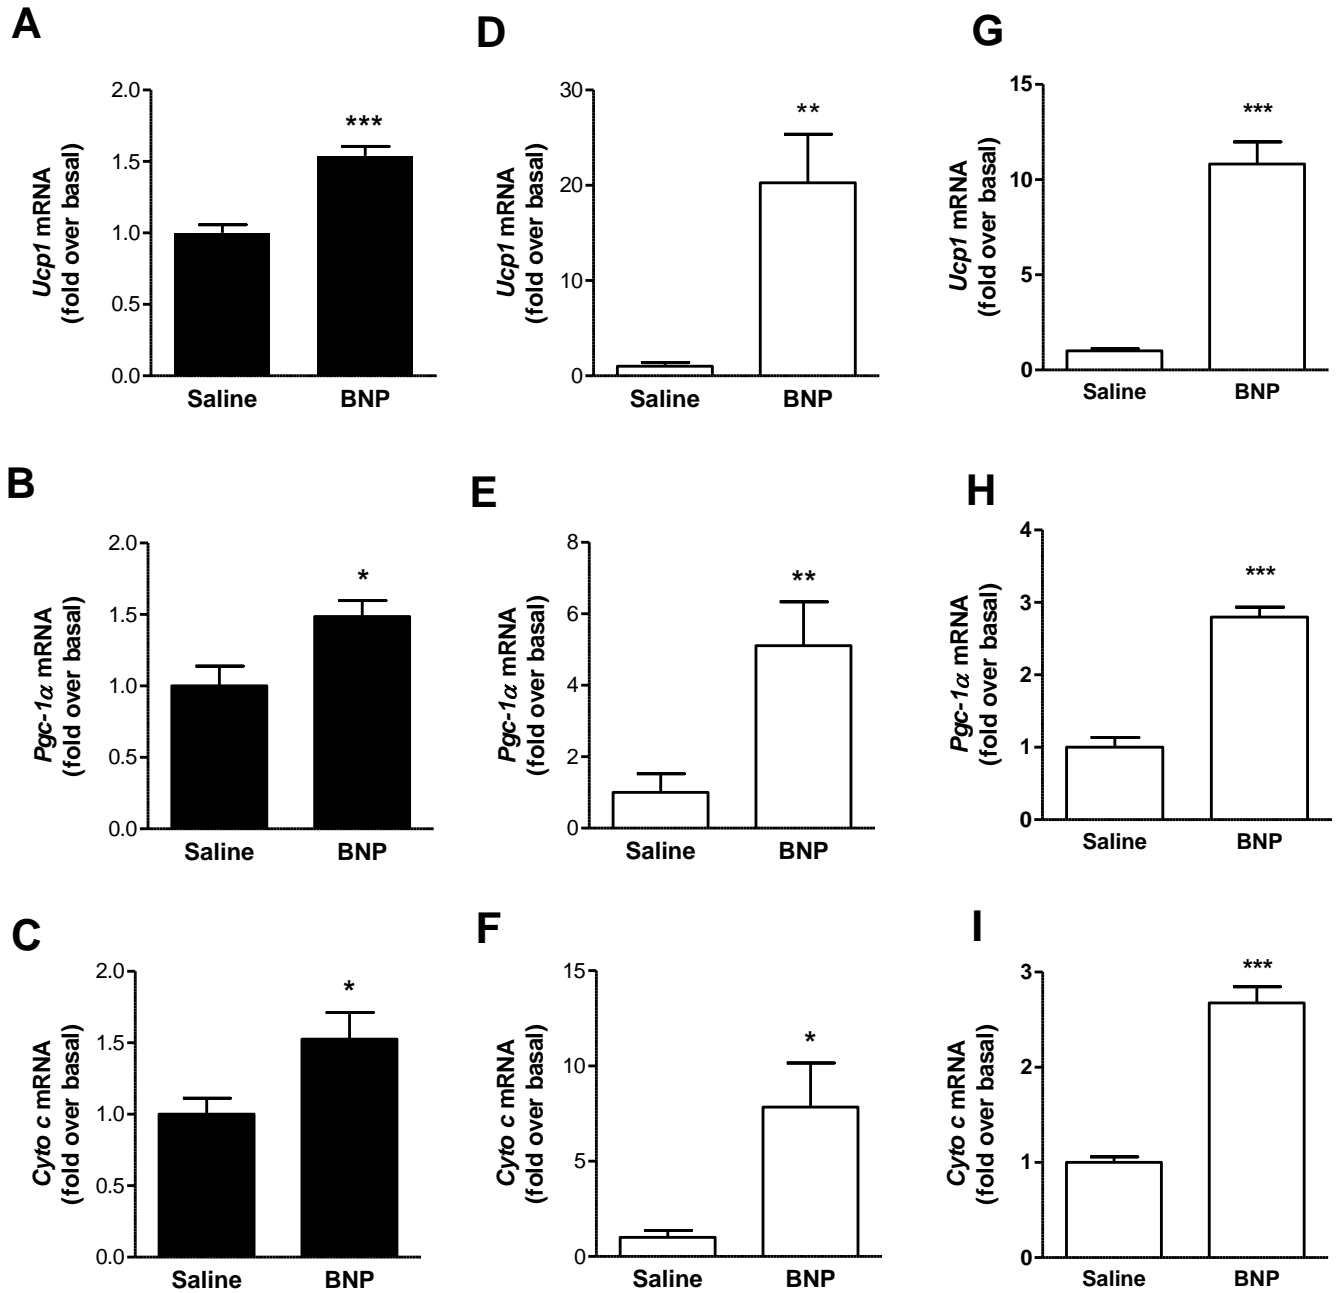 A
2.0
1.5
1.0
0.5
0.0
Ucp1 mRNA
(fold over basal)
***
Saline BNP
D
30
20
10
0
Ucp1 mRNA
(fold over basal)
**
Saline BNP
G
15
10
5
0
Ucp1 mRNA
(fold over basal)
***
Saline BNP
B
2.0
1.5
1.0
0.5
0.0
Pgc-1α mRNA
(fold over basal)
*
Saline BNP
E
8
6
4
2
0
Pgc-1α mRNA
(fold over basal)
**
Saline BNP
H
4
3
2
1
0
Pgc-1α mRNA
(fold over basal)
***
Saline BNP
C
2.0
1.5
1.0
0.5
0.0
Cyto c mRNA
(fold over basal)
*
Saline BNP
F
15
10
5
0
Cyto c mRNA
(fold over basal)
*
Saline BNP
I
3
2
1
0
Cyto c mRNA
(fold over basal)
***
Saline BNP